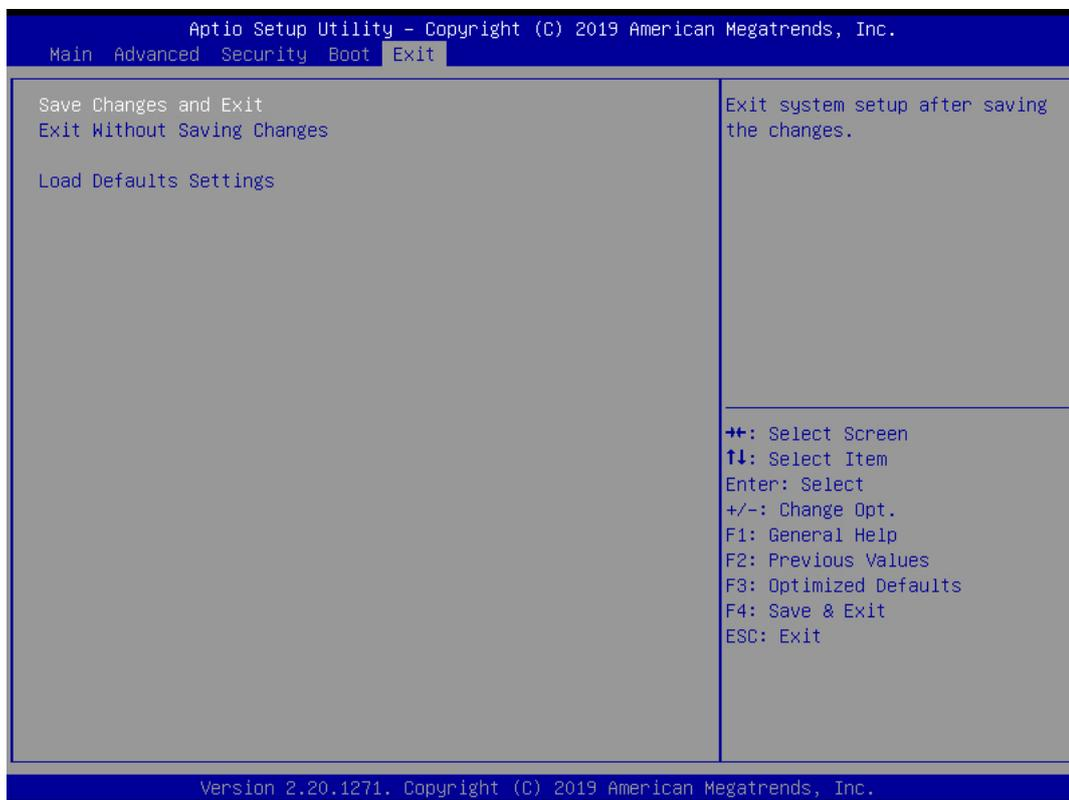 Aptio Setup Utility – Copyright (C) 2019 American Megatrends, Inc.
Main Advanced Security Boot Exit
Save Changes and Exit
Exit Without Saving Changes
Load Defaults Settings
Exit system setup after saving
the changes.
→←: Select Screen
↑↓: Select Item
Enter: Select
+/-: Change Opt.
F1: General Help
F2: Previous Values
F3: Optimized Defaults
F4: Save & Exit
ESC: Exit
Version 2.20.1271. Copyright (C) 2019 American Megatrends, Inc.